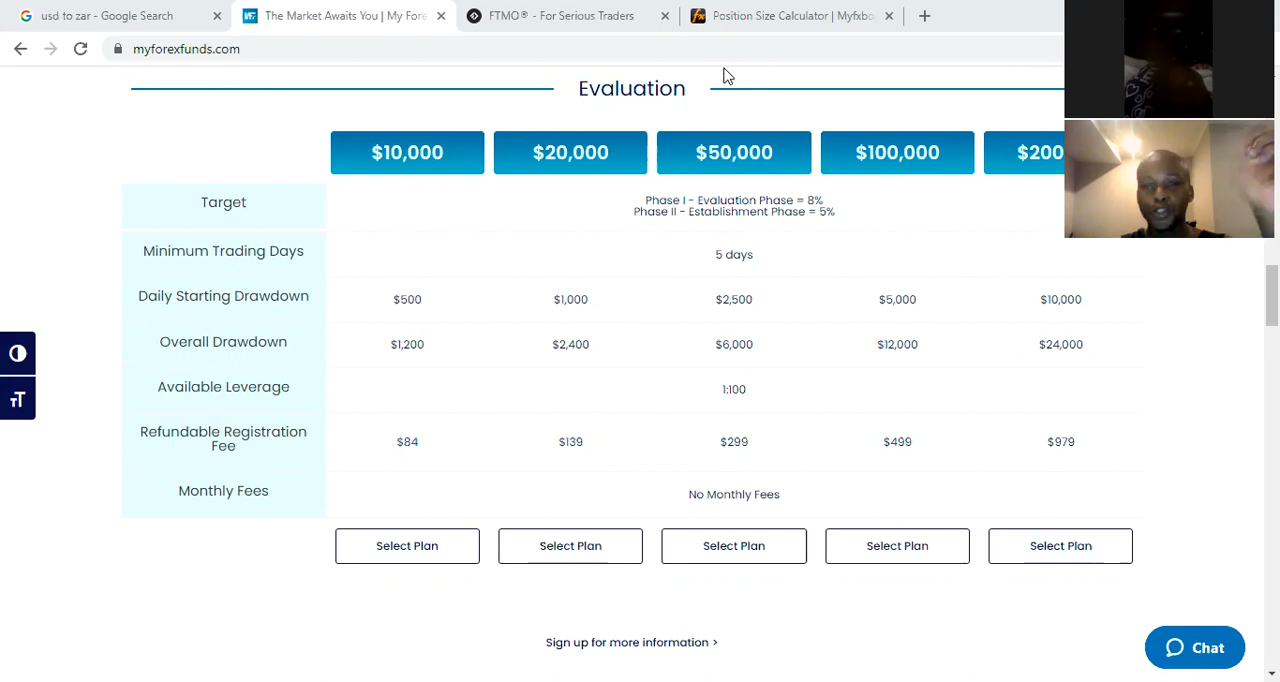 usd to zar - Google Search
The Market Awaits You | My Fore
FTMO® - For Serious Traders
Position Size Calculator | Myfxbo
myforexfunds.com
Evaluation
$10,000 $20,000 $50,000 $100,000 $200
Target
Phase I - Evaluation Phase = 8%
Phase II - Establishment Phase = 5%
Minimum Trading Days
5 days
Daily Starting Drawdown $500 $1,000 $2,500 $5,000 $10,000
Overall Drawdown $1,200 $2,400 $6,000 $12,000 $24,000
Available Leverage
1:100
Refundable Registration
Fee
$84 $139 $299 $499 $979
Monthly Fees
No Monthly Fees
Select Plan Select Plan Select Plan Select Plan Select Plan
Sign up for more information >
Chat